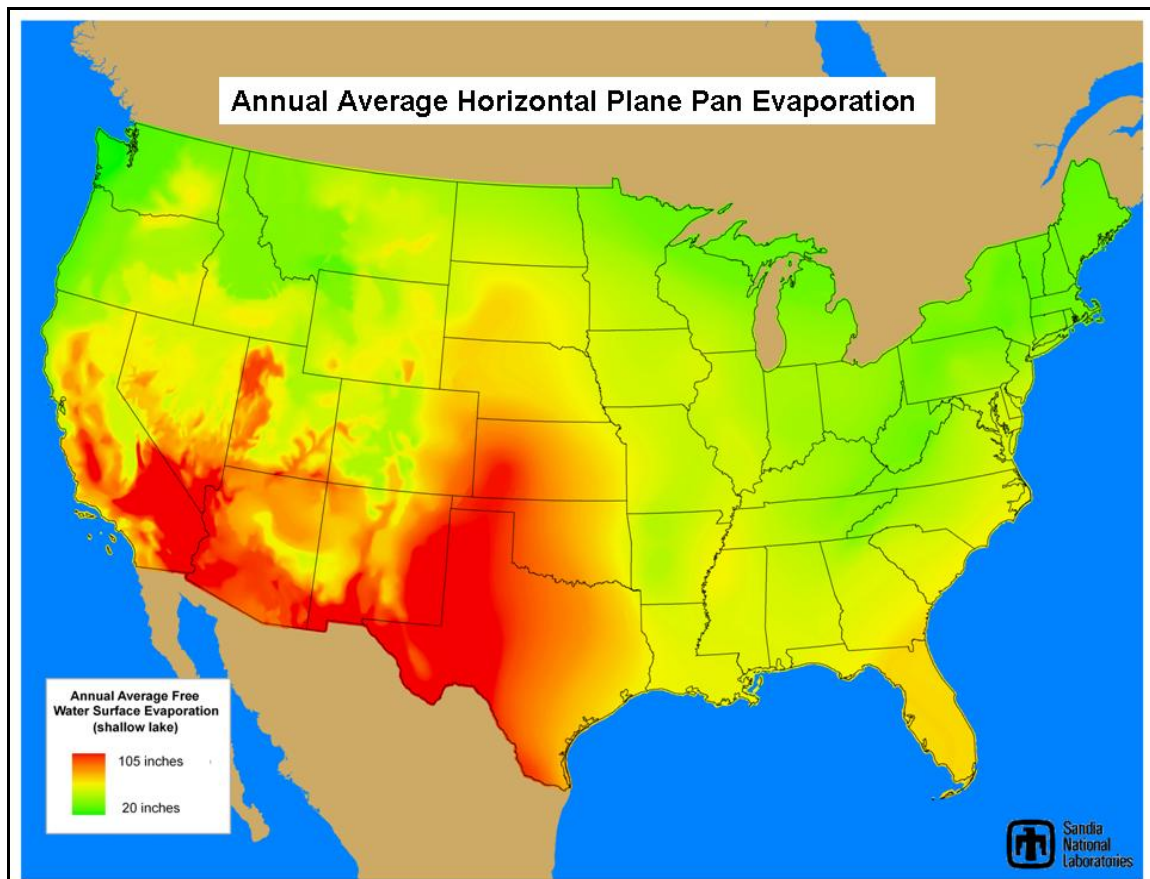 Annual Average Horizontal Plane Pan Evaporation
Annual Average Free
Water Surface Evaporation
(shallow lake)
105 inches
20 inches
Sandia
National
Laboratories